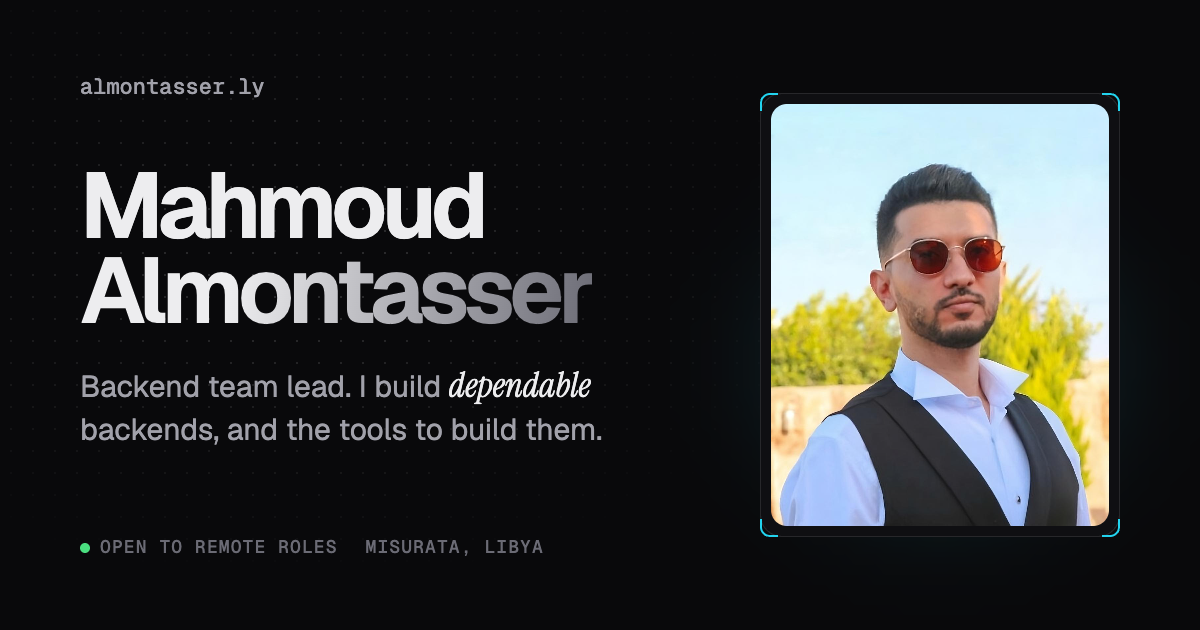 almontasser.ly
Mahmoud
Almontasser
Backend team lead. I build dependable
backends, and the tools to build them.
OPEN TO REMOTE ROLES MISURATA, LIBYA